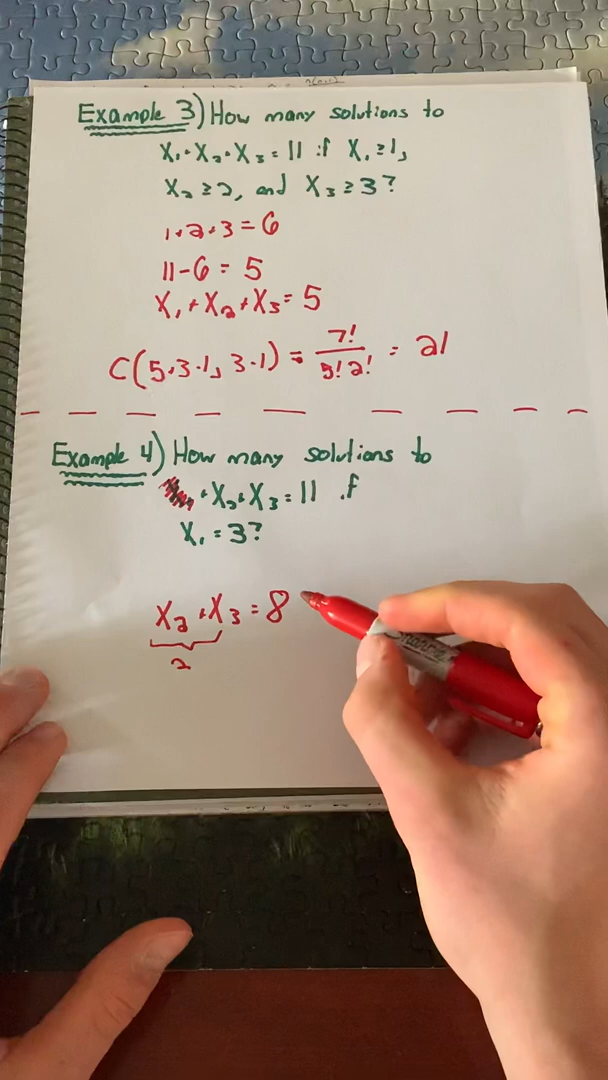 Example 3) How many solutions to
X₁+X₂+X₃=11 if X₁≥1,
X₂≥2, and X₃≥3?
1+2+3=6
11-6=5
X₁+X₂+X₃=5
C(5+3-1, 3-1) = 7!/5!2! = 21
Example 4) How many solutions to
+X₂+X₃=11 if
X₁=3?
X₂+X₃=8
2
Sharpie